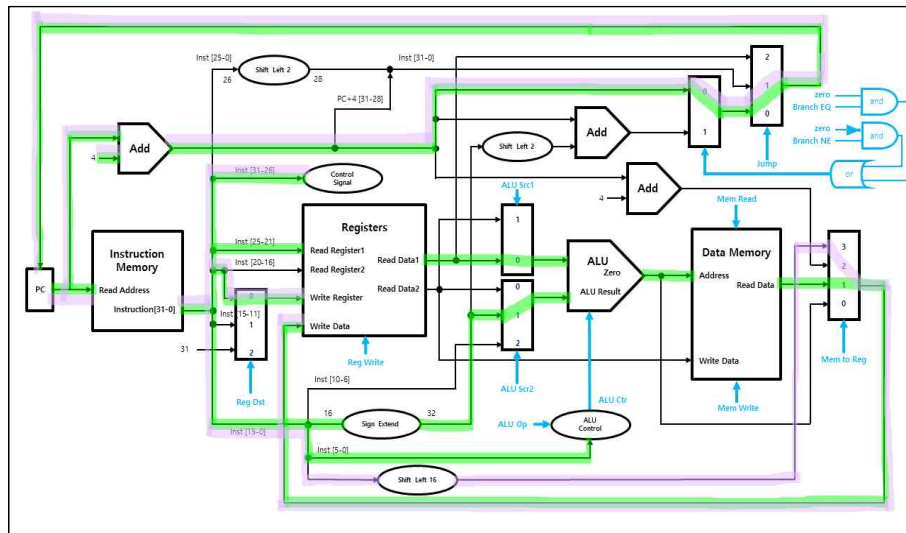 Inst [25-0]
Inst [31-0]
Shift Left 2
26
28
2
1
0
0
1
Jump
zero
Branch EQ
and
zero
Branch NE
and
or
PC+4 [31-28]
Add
4
Shift Left 2
Add
Add
4
Inst [31-26]
Control Signal
ALU Src1
Mem Read
Registers
Inst [25-21]
Read Register1
Read Data1
Inst [20-16]
Read Register2
Read Data2
Write Register
Write Data
1
0
ALU
Zero
ALU Result
Data Memory
Address
Read Data
Write Data
3
2
1
0
Instruction Memory
PC
Read Address
Instruction[31-0]
0
Inst [15-11]
1
2
31
Reg Dst
Reg Write
0
1
2
ALU Scr2
Mem to Reg
Mem Write
Inst [10-6]
ALU Ctr
16
Sign Extend
32
ALU Op
ALU Control
Inst [15-0]
Inst [5-0]
Shift Left 16